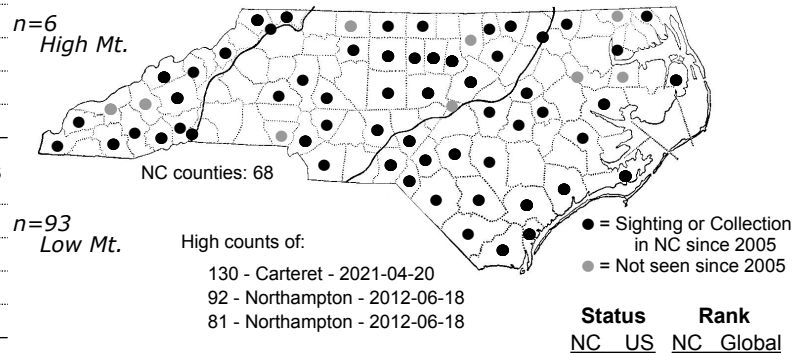 n=6
High Mt.
NC counties: 68
n=93
Low Mt.
High counts of:
130 - Carteret - 2021-04-20
92 - Northampton - 2012-06-18
81 - Northampton - 2012-06-18
= Sighting or Collection
in NC since 2005
= Not seen since 2005
Status Rank
NC US NC Global